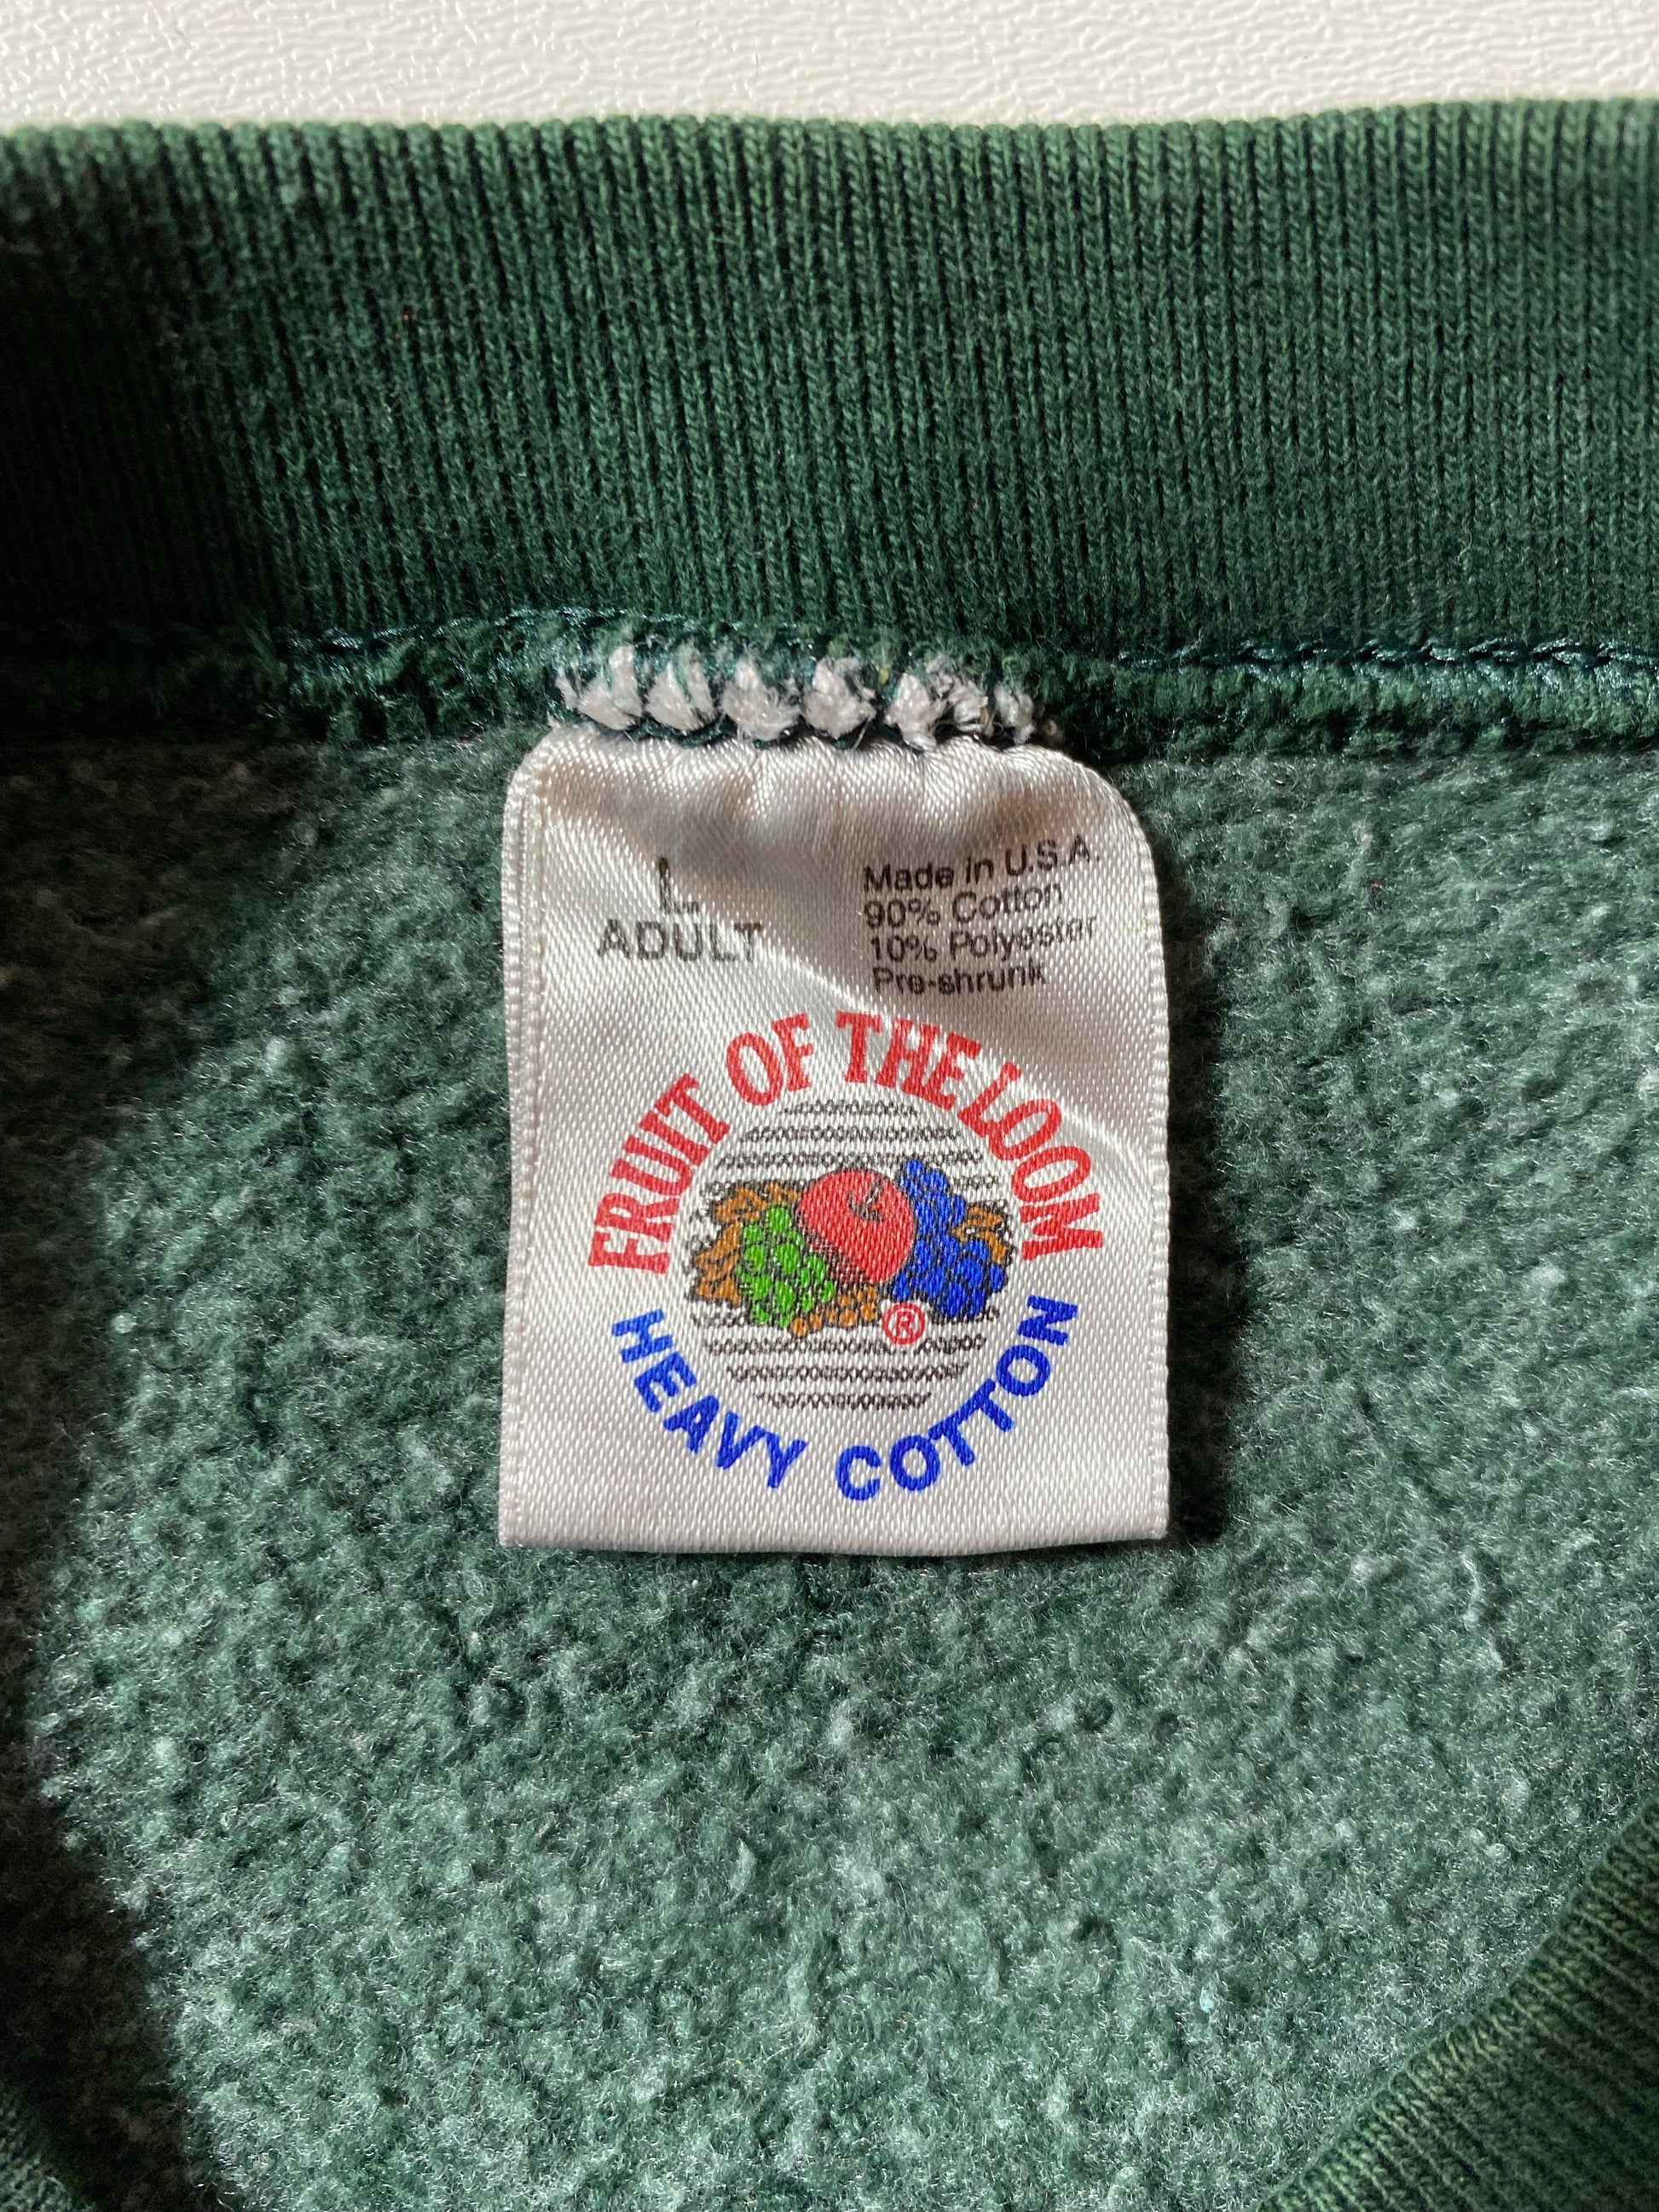 L
ADULT
Made in U.S.A.
90% Cotton
10% Polyester
Pre-shrunk
FRUIT OF THE LOOM
®
HEAVY COTTON